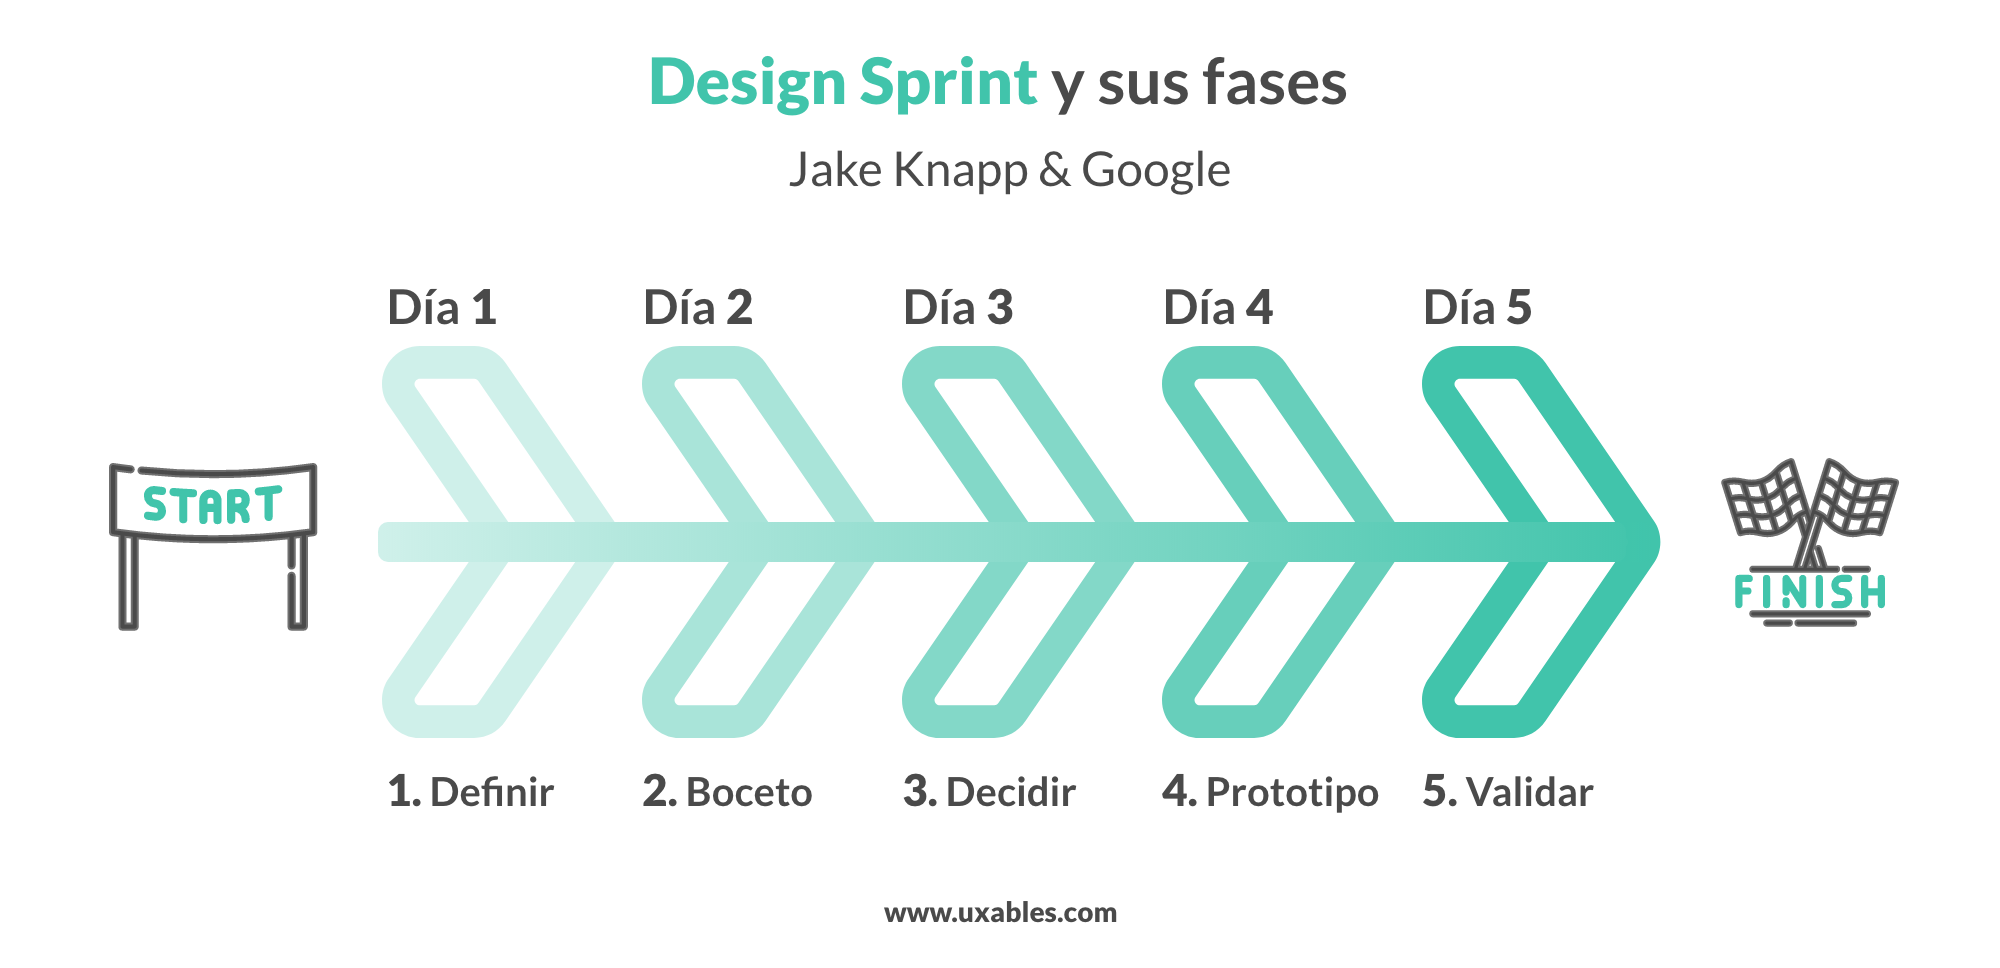 Design Sprint y sus fases
Jake Knapp & Google
Día 1 Día 2 Día 3 Día 4 Día 5
START
FINISH
1. Definir 2. Boceto 3. Decidir 4. Prototipo 5. Validar
www.uxables.com